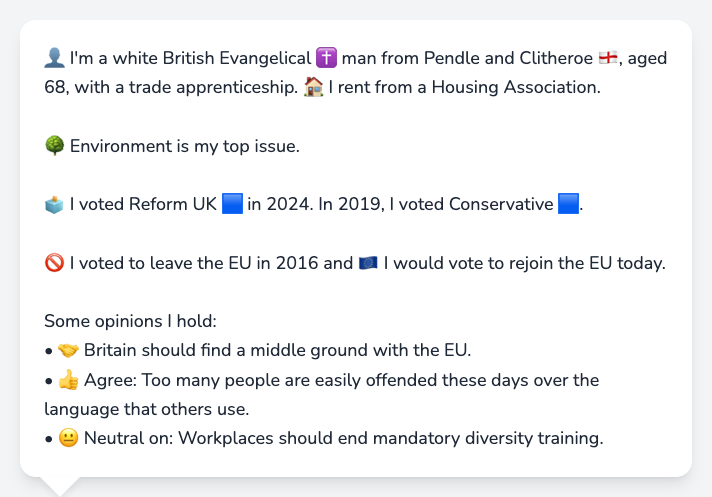 👤 I'm a white British Evangelical ✝️ man from Pendle and Clitheroe 🏴󠁧󠁢󠁥󠁮󠁧󠁿, aged
68, with a trade apprenticeship. 🏠 I rent from a Housing Association.
🌳 Environment is my top issue.
🗳️ I voted Reform UK 🟦 in 2024. In 2019, I voted Conservative 🟦.
🚫 I voted to leave the EU in 2016 and 🇪🇺 I would vote to rejoin the EU today.
Some opinions I hold:
• 🤝 Britain should find a middle ground with the EU.
• 👍 Agree: Too many people are easily offended these days over the
language that others use.
• 😐 Neutral on: Workplaces should end mandatory diversity training.